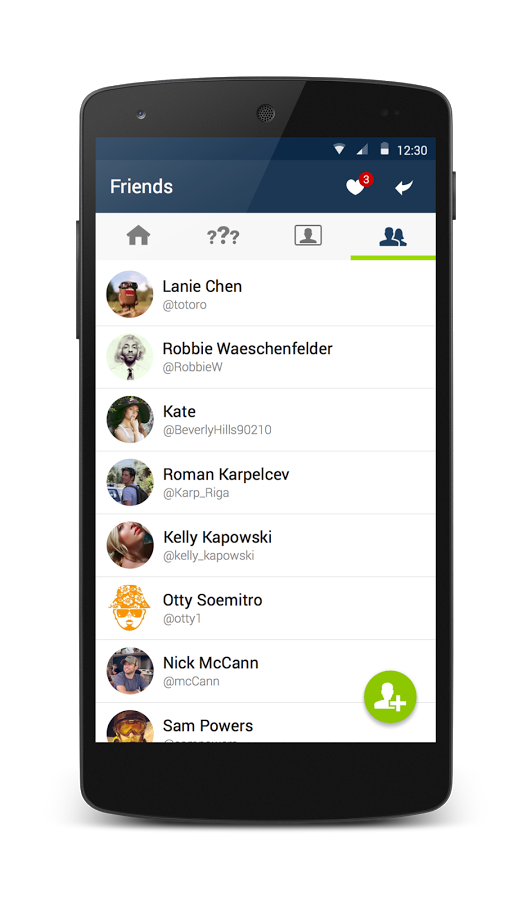 12:30
Friends
3
???
Lanie Chen
@totoro
Robbie Waeschenfelder
@RobbieW
Kate
@BeverlyHills90210
Roman Karpelcev
@Karp_Riga
Kelly Kapowski
@kelly_kapowski
Otty Soemitro
@otty1
Nick McCann
@mcCann
Sam Powers